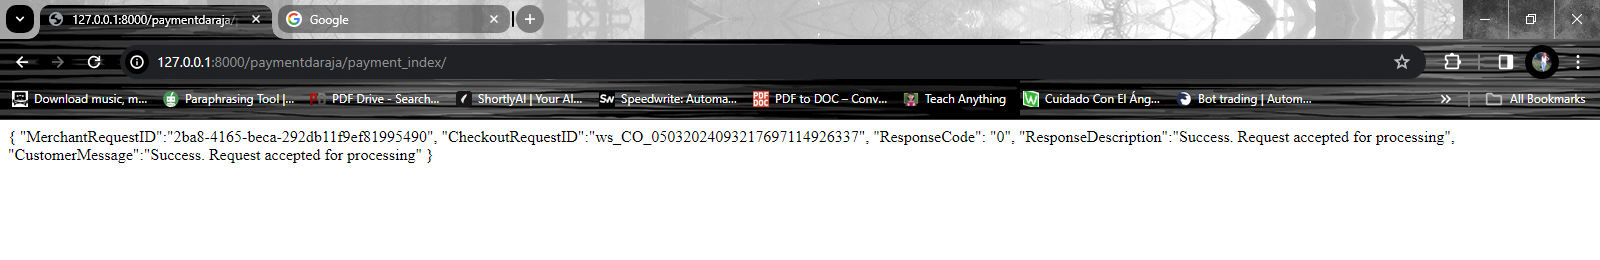 127.0.0.1:8000/paymentdaraja/
Google
127.0.0.1:8000/paymentdaraja/payment_index/
Download music, m...
Paraphrasing Tool |...
PDF Drive - Search...
ShortlyAI | Your AI...
SW Speedwrite: Automa...
PDF DOC PDF to DOC – Conv...
Teach Anything
W Cuidado Con El Áng...
Bot trading | Autom...
» All Bookmarks
{ "MerchantRequestID":"2ba8-4165-beca-292db11f9ef81995490", "CheckoutRequestID":"ws_CO_05032024093217697114926337", "ResponseCode": "0", "ResponseDescription":"Success. Request accepted for processing",
"CustomerMessage":"Success. Request accepted for processing" }